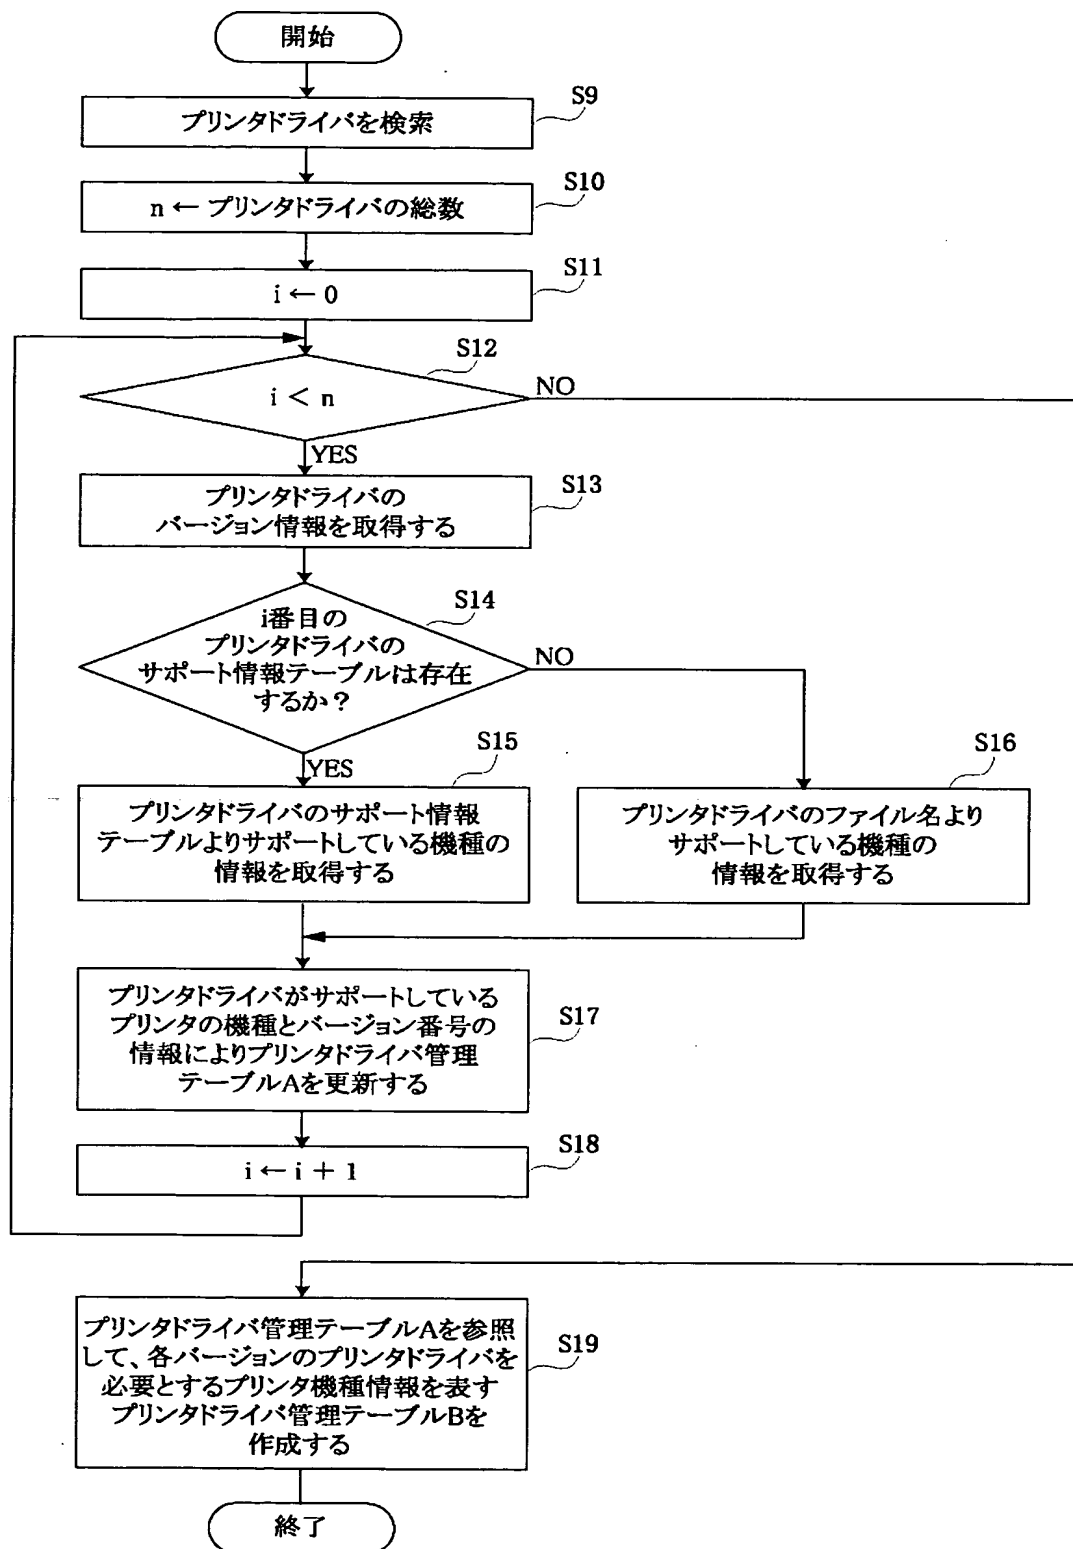 開始
S9
プリンタドライバを検索
S10
n ← プリンタドライバの総数
S11
i ← 0
S12
i < n
NO
YES
S13
プリンタドライバの
バージョン情報を取得する
S14
i番目の
プリンタドライバの
サポート情報テーブルは存在
するか？
NO
YES
S15
プリンタドライバのサポート情報
テーブルよりサポートしている機種の
情報を取得する
S16
プリンタドライバのファイル名より
サポートしている機種の
情報を取得する
S17
プリンタドライバがサポートしている
プリンタの機種とバージョン番号の
情報によりプリンタドライバ管理
テーブルAを更新する
S18
i ← i + 1
S19
プリンタドライバ管理テーブルAを参照
して、各バージョンのプリンタドライバを
必要とするプリンタ機種情報を表す
プリンタドライバ管理テーブルBを
作成する
終了